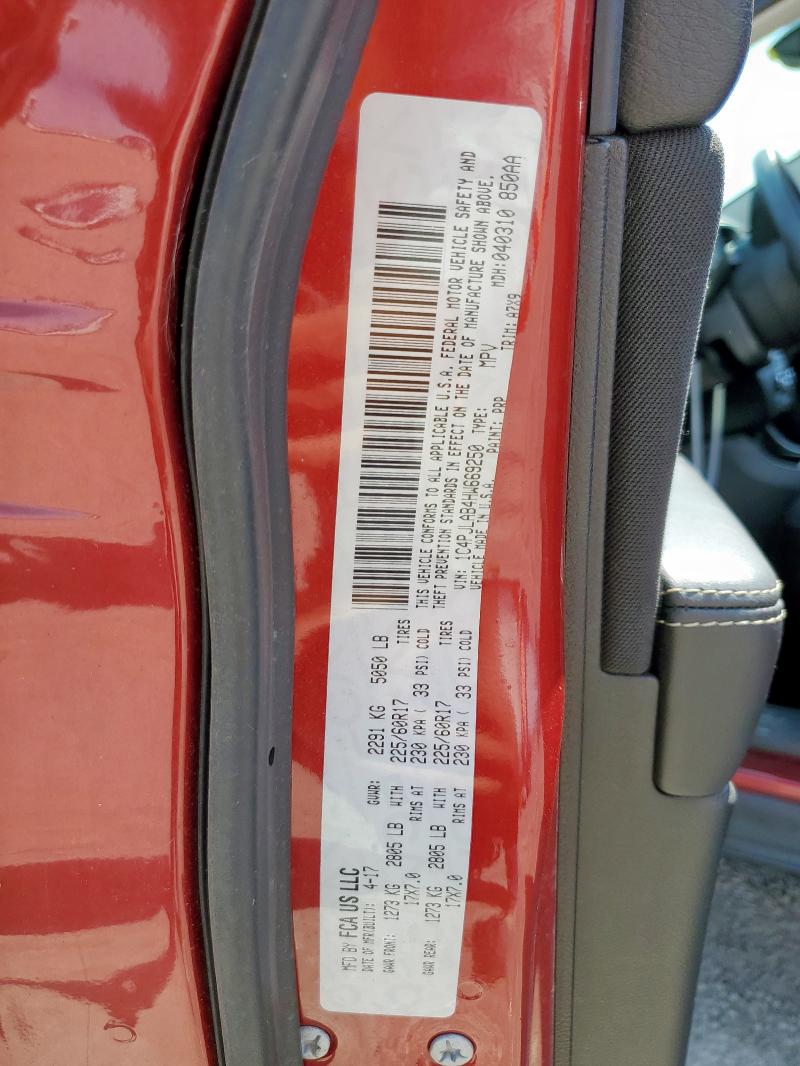 MFD BY FCA US LLC
DATE OF MFR(BUILT): 4-17 GVWR: 2291 KG 5050 LB
GAWR FRONT: 1273 KG 2805 LB WITH 225/60R17 TIRES
17X7.0 RIMS AT 230 KPA ( 33 PSI) COLD
GAWR REAR: 1273 KG 2805 LB WITH 225/60R17 TIRES
17X7.0 RIMS AT 230 KPA ( 33 PSI) COLD
THIS VEHICLE CONFORMS TO ALL APPLICABLE U.S.A. FEDERAL MOTOR VEHICLE SAFETY AND
THEFT PREVENTION STANDARDS IN EFFECT ON THE DATE OF MANUFACTURE SHOWN ABOVE.
VIN: 1C4PJLAB4HW669250 TYPE: MPV MDH:040310 850AA
VEHICLE MADE IN U.S.A. PAINT: PRP TRIM: A7X9